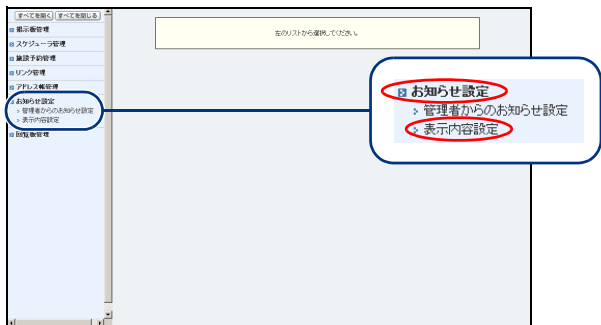 すべてを開く すべてを閉じる
掲示板管理
スケジューラ管理
施設予約管理
リンク管理
アドレス帳管理
お知らせ設定
管理者からのお知らせ設定
表示内容設定
回覧板管理
左のリストから選択してください。
お知らせ設定
管理者からのお知らせ設定
表示内容設定